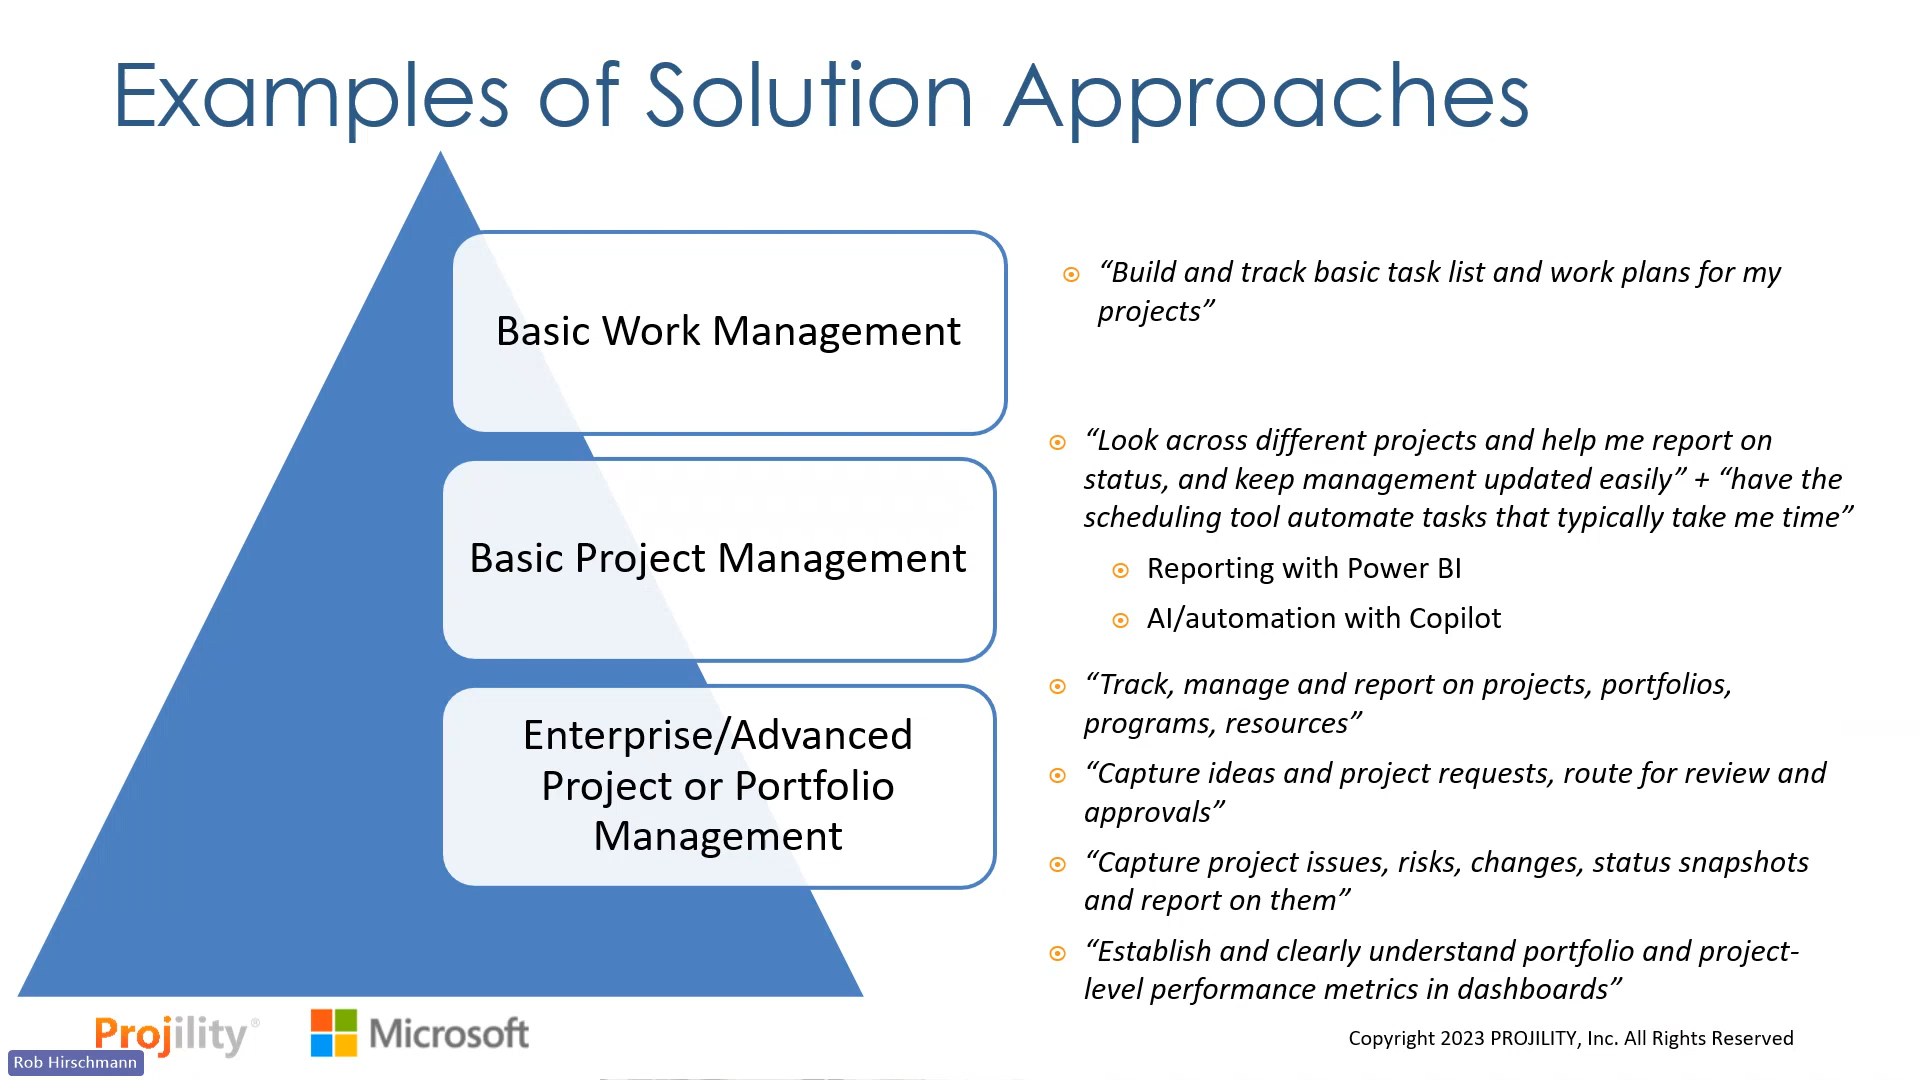 Examples of Solution Approaches
Basic Work Management
“Build and track basic task list and work plans for my
projects”
Basic Project Management
“Look across different projects and help me report on
status, and keep management updated easily” + “have the
scheduling tool automate tasks that typically take me time”
Reporting with Power BI
AI/automation with Copilot
Enterprise/Advanced
Project or Portfolio
Management
“Track, manage and report on projects, portfolios,
programs, resources”
“Capture ideas and project requests, route for review and
approvals”
“Capture project issues, risks, changes, status snapshots
and report on them”
“Establish and clearly understand portfolio and project-
level performance metrics in dashboards”
Projility®
Microsoft
Copyright 2023 PROJILITY, Inc. All Rights Reserved
Rob Hirschmann